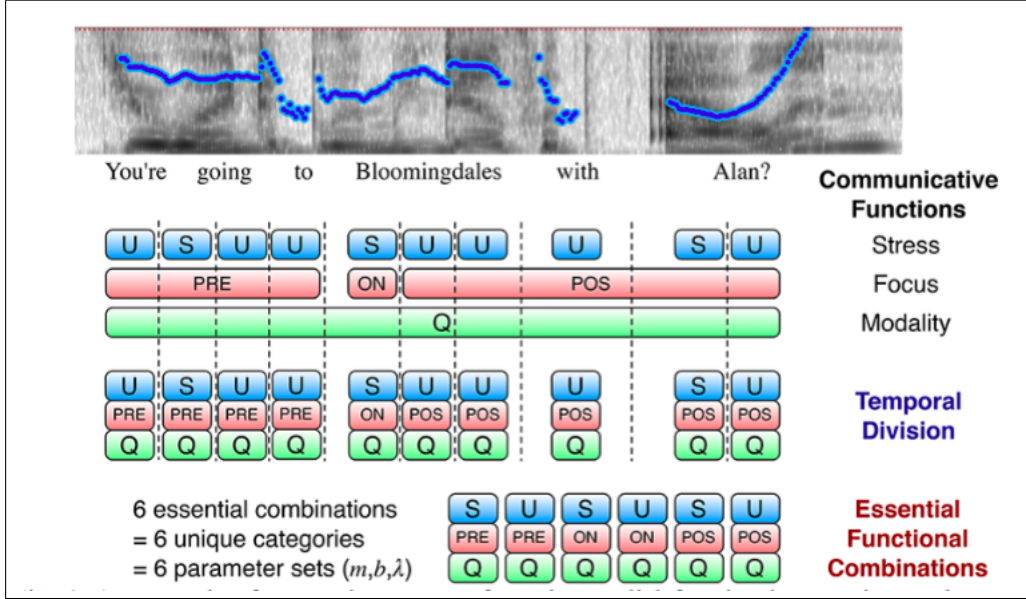 You're going to Bloomingdales with Alan?
Communicative
Functions
U S U U S U U U S U Stress
PRE ON POS Focus
Q Modality
U S U U S U U U S U
PRE PRE PRE PRE ON POS POS POS POS POS
Q Q Q Q Q Q Q Q Q Q
Temporal
Division
6 essential combinations
= 6 unique categories
= 6 parameter sets (m,b,λ)
S U S U S U
PRE PRE ON ON POS POS
Q Q Q Q Q Q
Essential
Functional
Combinations